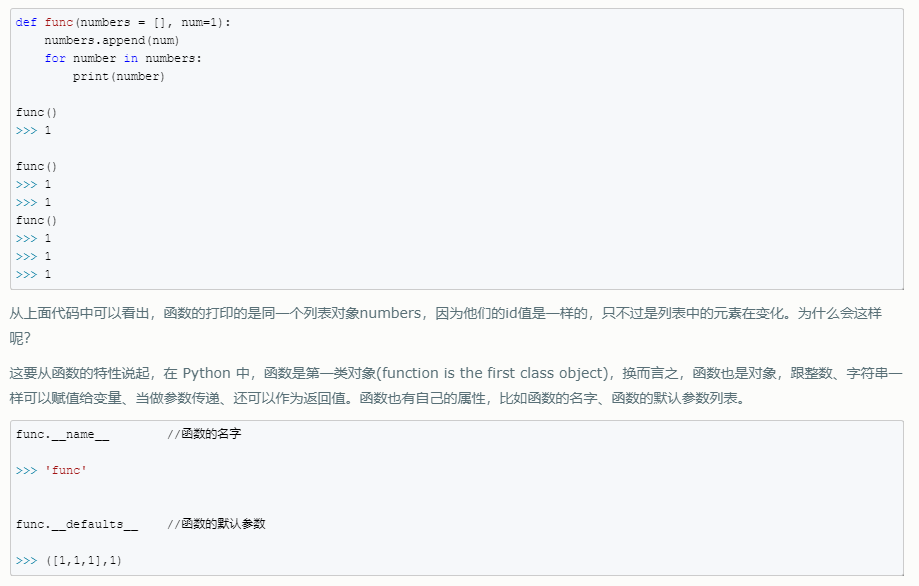 def func(numbers = [], num=1):
    numbers.append(num)
    for number in numbers:
        print(number)
func()
>>> 1
func()
>>> 1
>>> 1
func()
>>> 1
>>> 1
>>> 1
从上面代码中可以看出，函数的打印的是同一个列表对象numbers，因为他们的id值是一样的，只不过是列表中的元素在变化。为什么会这样
呢？
这要从函数的特性说起，在 Python 中，函数是第一类对象(function is the first class object)，换而言之，函数也是对象，跟整数、字符串一
样可以赋值给变量、当做参数传递、还可以作为返回值。函数也有自己的属性，比如函数的名字、函数的默认参数列表。
func.__name__        //函数的名字
>>> 'func'
func.__defaults__    //函数的默认参数
>>> ([1,1,1],1)